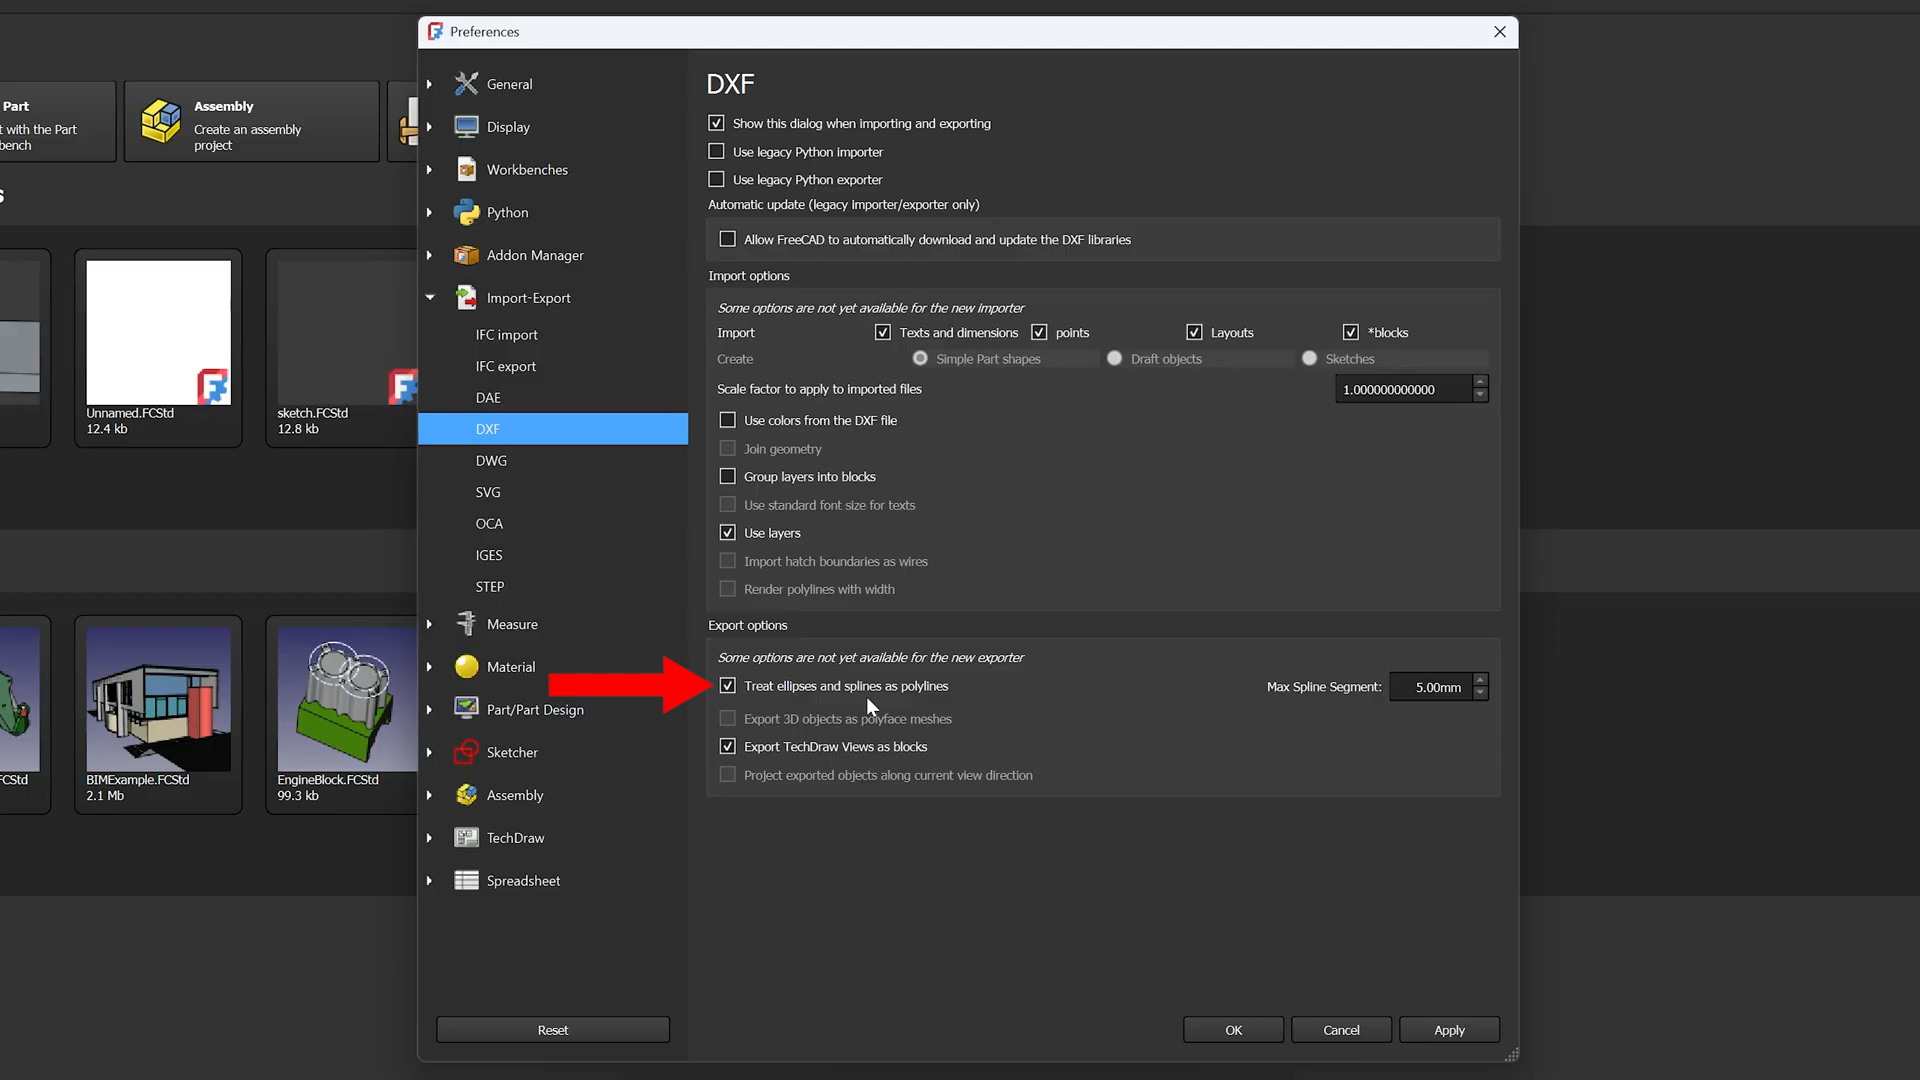 Preferences
Part
t with the Part
bench
Assembly
Create an assembly
project
s
Unnamed.FCStd
12.4 kb
sketch.FCStd
12.8 kb
FCStd
BIMExample.FCStd
2.1 Mb
EngineBlock.FCStd
99.3 kb
General
Display
Workbenches
Python
Addon Manager
Import-Export
IFC import
IFC export
DAE
DXF
DWG
SVG
OCA
IGES
STEP
Measure
Material
Part/Part Design
Sketcher
Assembly
TechDraw
Spreadsheet
Reset
DXF
Show this dialog when importing and exporting
Use legacy Python importer
Use legacy Python exporter
Automatic update (legacy importer/exporter only)
Allow FreeCAD to automatically download and update the DXF libraries
Import options
Some options are not yet available for the new importer
Import Texts and dimensions points Layouts *blocks
Create Simple Part shapes Draft objects Sketches
Scale factor to apply to imported files 1.000000000000
Use colors from the DXF file
Join geometry
Group layers into blocks
Use standard font size for texts
Use layers
Import hatch boundaries as wires
Render polylines with width
Export options
Some options are not yet available for the new exporter
Treat ellipses and splines as polylines Max Spline Segment: 5.00mm
Export 3D objects as polyface meshes
Export TechDraw Views as blocks
Project exported objects along current view direction
OK Cancel Apply